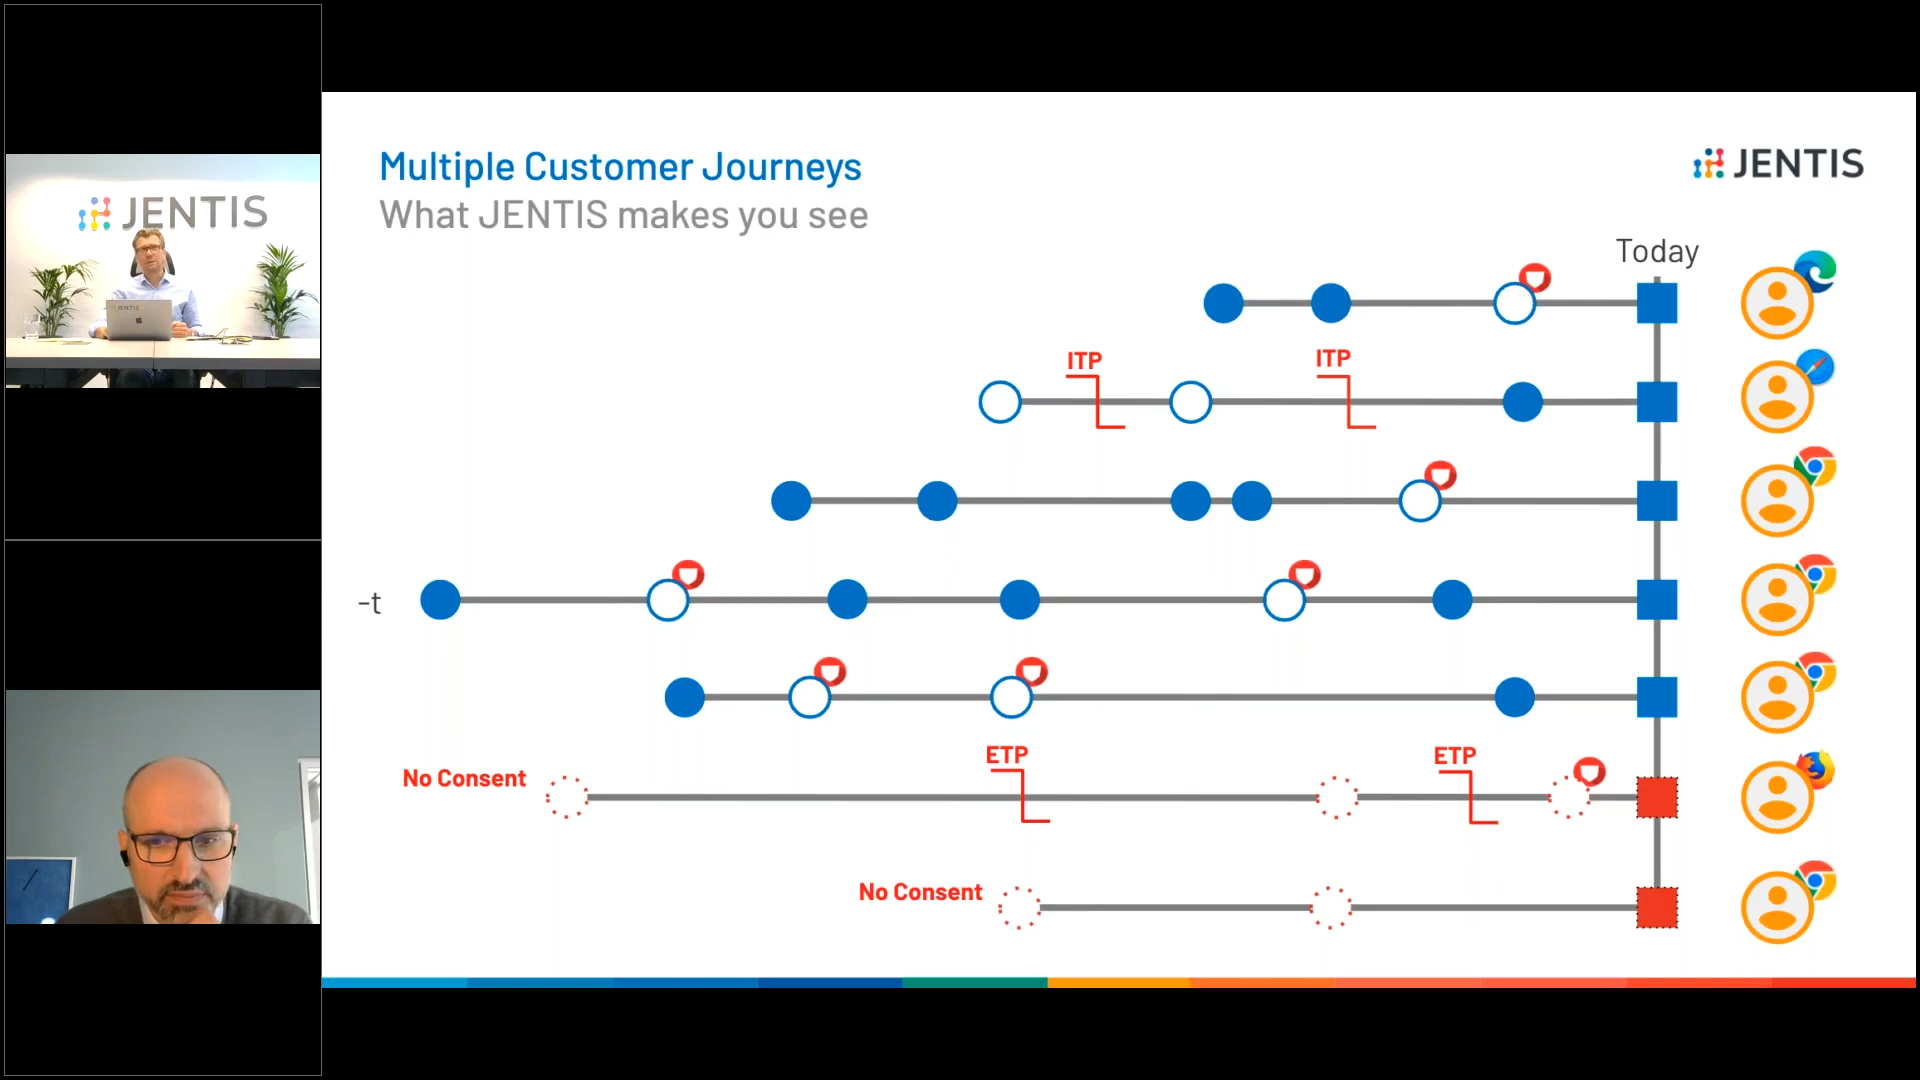 JENTIS
JENTIS
Multiple Customer Journeys
What JENTIS makes you see
JENTIS
Today
ITP
ITP
-t
ETP
ETP
No Consent
No Consent